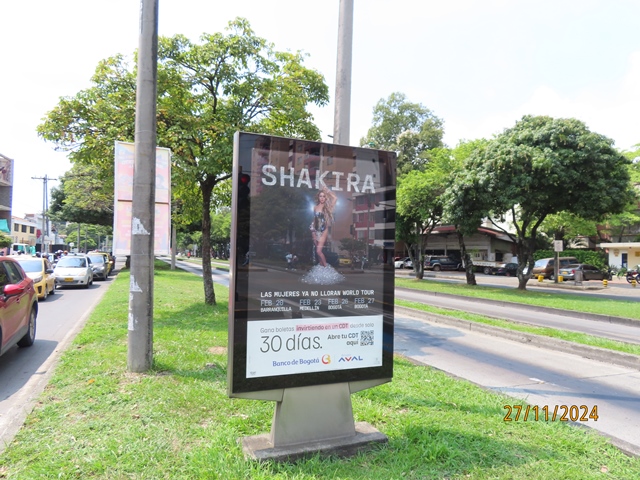 SHAKIRA
LAS MUJERES YA NO LLORAN WORLD TOUR
FEB 20 FEB 23 FEB 26 FEB 27
BARRANQUILLA MEDELLÍN BOGOTÁ BOGOTÁ
Gana boletas invirtiendo en un CDT desde
30 días. Abre tu CDT
aquí
Banco de Bogotá AVAL
27/11/2024